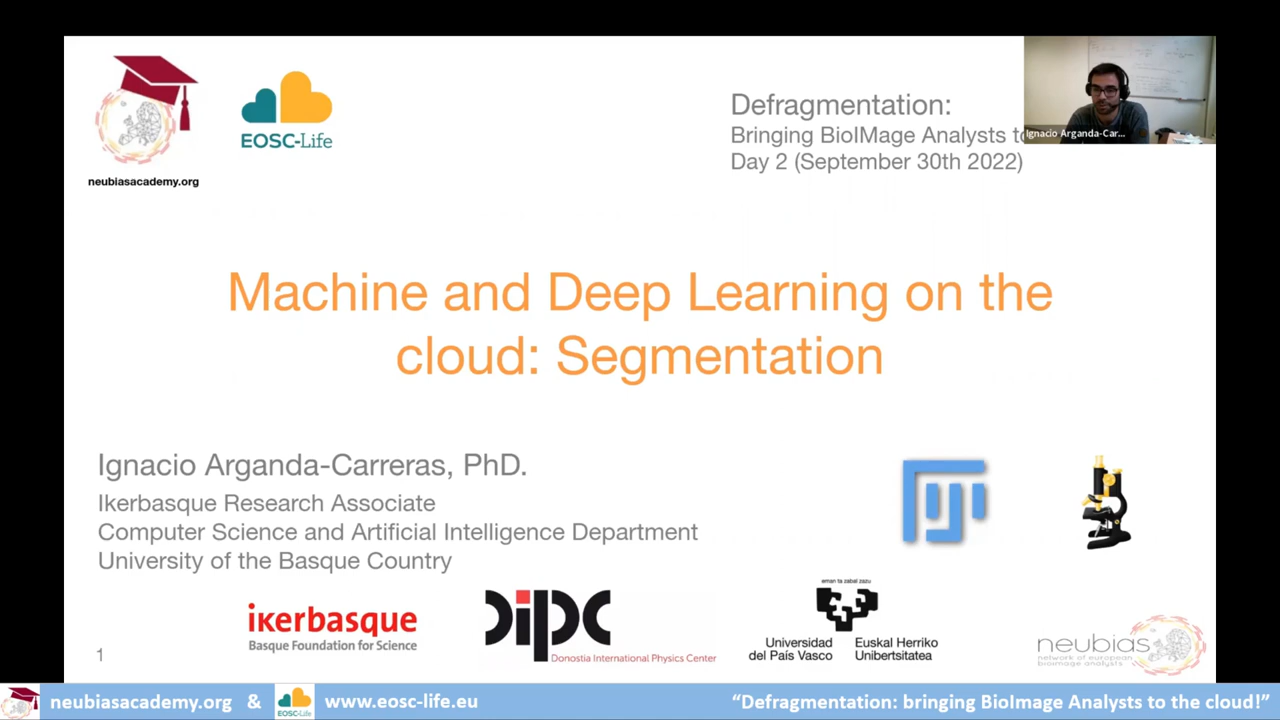 EOSC-Life
neubiasacademy.org
Defragmentation:
Bringing BioIMage Analysts to
Day 2 (September 30th 2022)
Ignacio Arganda-Car...
Machine and Deep Learning on the
cloud: Segmentation
Ignacio Arganda-Carreras, PhD.
Ikerbasque Research Associate
Computer Science and Artificial Intelligence Department
University of the Basque Country
ikerbasque
Basque Foundation for Science
dipc
Donostia International Physics Center
eman ta zabal zazu
Universidad
del País Vasco
Euskal Herriko
Unibertsitatea
neubias
network of european
bioimage analysts
1
neubiasacademy.org & EOSC-Life www.eosc-life.eu "Defragmentation: bringing BioImage Analysts to the cloud!"